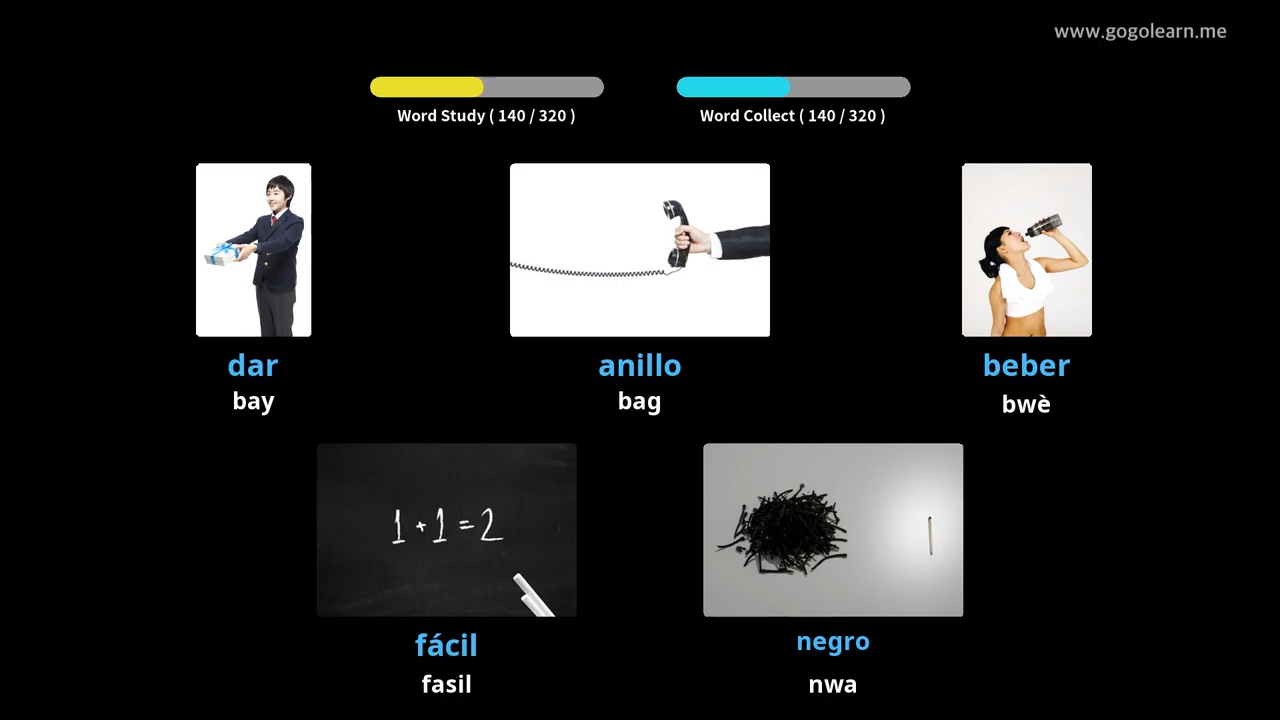 www.gogolearn.me
Word Study ( 140 / 320 )
Word Collect ( 140 / 320 )
dar
bay
anillo
bag
beber
bwè
1 + 1 = 2
fácil
fasil
negro
nwa